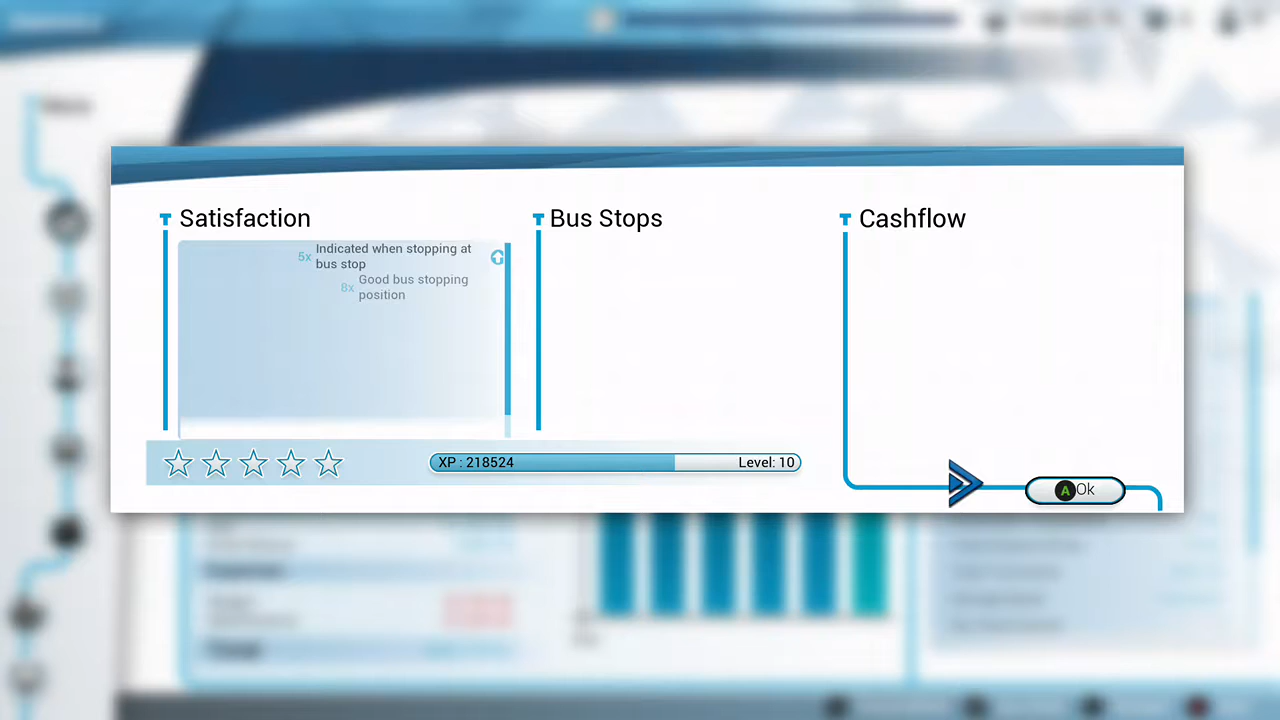 Satisfaction
5x Indicated when stopping at
bus stop
8x Good bus stopping
position
Bus Stops
Cashflow
XP : 218524
Level: 10
A Ok